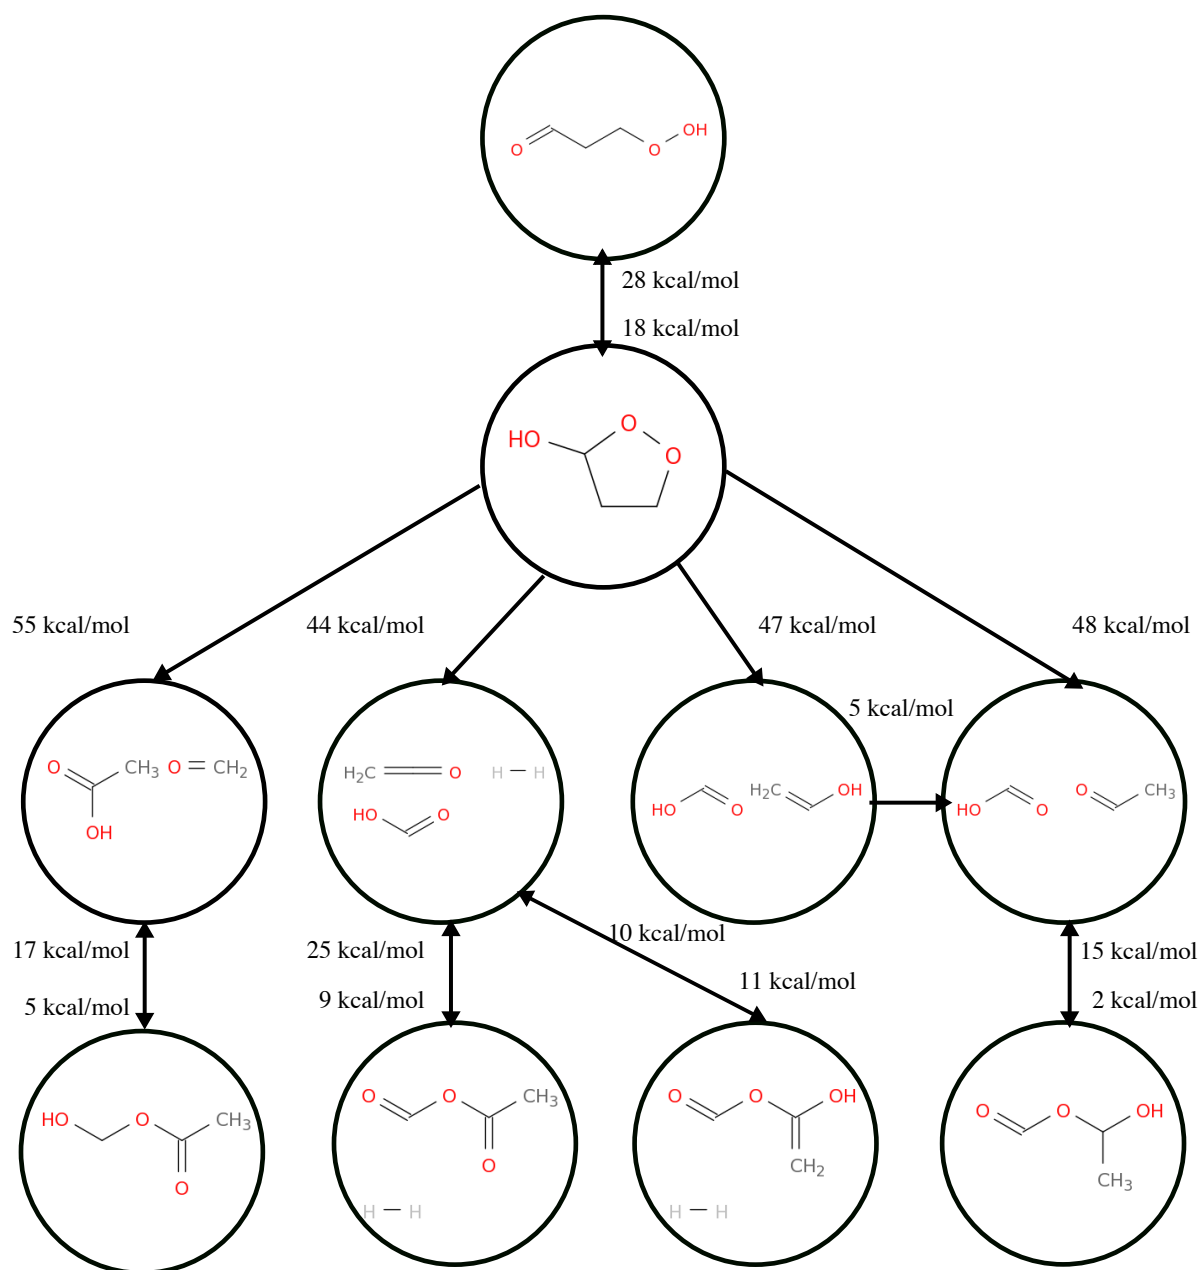 O O OH
28 kcal/mol
18 kcal/mol
HO O O
55 kcal/mol 44 kcal/mol 47 kcal/mol 48 kcal/mol
5 kcal/mol
O CH3 O = CH2 OH
H2C O H – H HO O
HO O H2C OH
HO O O CH3
17 kcal/mol
5 kcal/mol
25 kcal/mol
9 kcal/mol
10 kcal/mol
11 kcal/mol
15 kcal/mol
2 kcal/mol
HO O CH3 O
O O CH3 O H – H
O O OH CH2 H – H
O O OH CH3